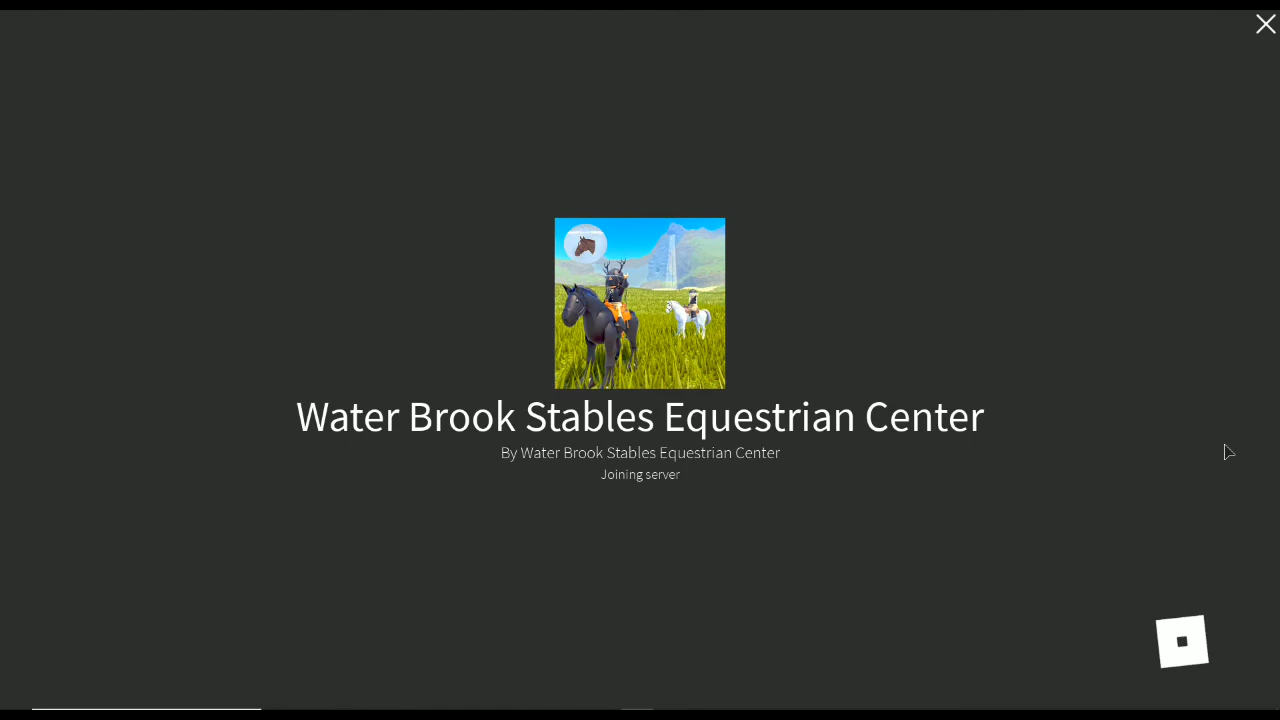 Water Brook Stables Equestrian Center
By Water Brook Stables Equestrian Center
Joining server